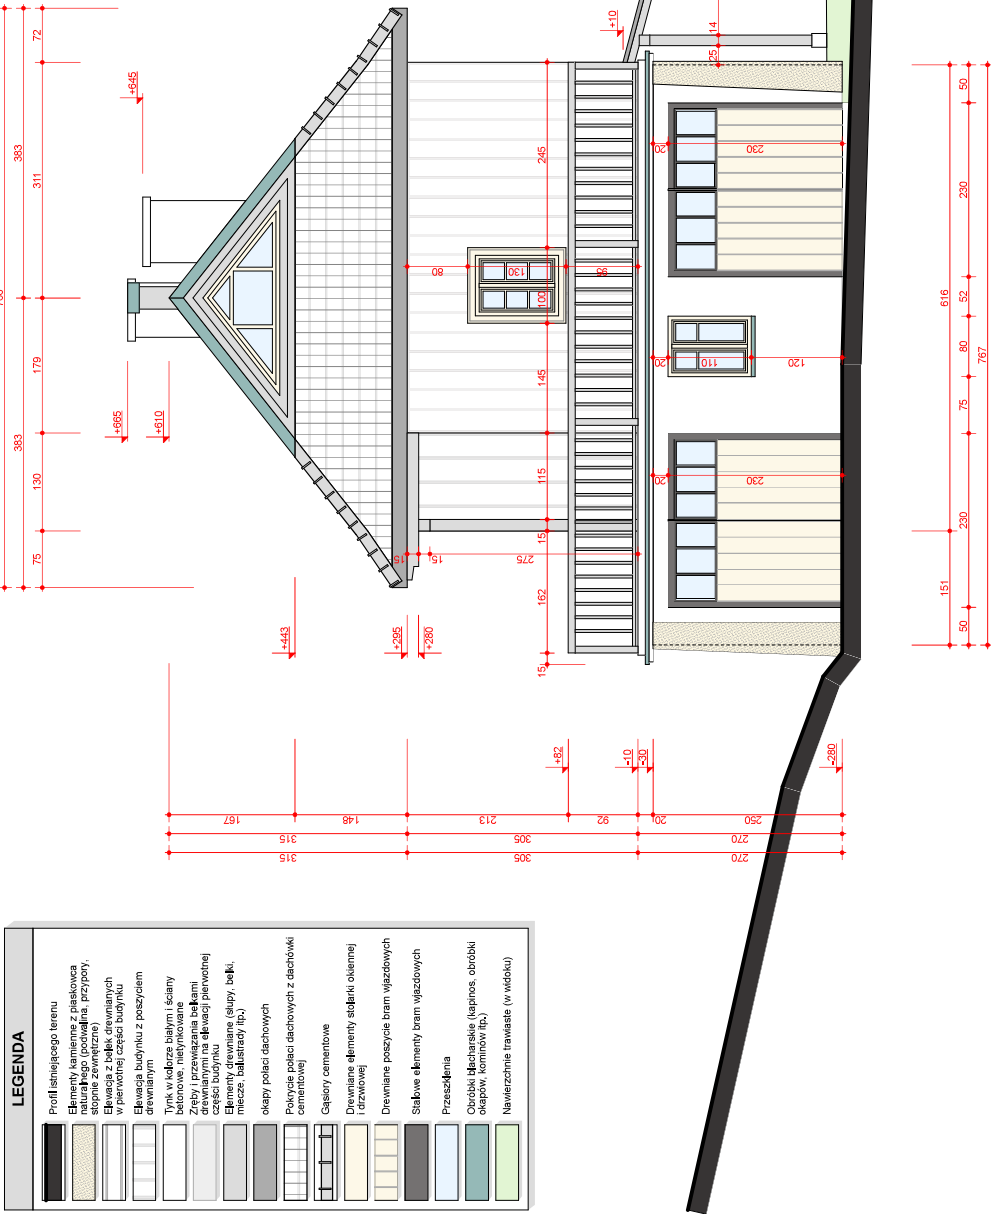 LEGENDA
Profil istniejącego terenu
Elementy kamienne z piaskowca
naturalnego (podwalina, przypory,
stopnie zewnętrzne)
Elewacja z belek drewnianych
w pierwotnej części budynku
Elewacja budynku z poszyciem
drewnianym
Tynk w kolorze białym i ściany
betonowe, nietynkowane
Zręby i przewiązania belkami
drewnianymi na elewacji pierwotnej
części budynku
Elementy drewniane (słupy, belki,
miecze, balustrady itp.)
okapy połaci dachowych
Pokrycie połaci dachowych z dachówki
cementowej
Gąsiory cementowe
Drewniane elementy stolarki okiennej
i drzwiowej
Drewniane poszycie bram wjazdowych
Stalowe elementy bram wjazdowych
Przeszklenia
Obróbki blacharskie (kapinos, obróbki
okapów, kominów itp.)
Nawierzchnie trawiaste (w widoku)
383
383
75
130
179
311
72
+645
+665
+610
+443
+295
+280
+82
-10
-30
-280
+10
167
148
213
92
20
250
315
305
270
315
305
270
15
162
15
115
145
100
245
25
14
15
15
275
80
130
95
20
230
20
110
120
20
230
151
616
50
230
75
80
52
230
50
767